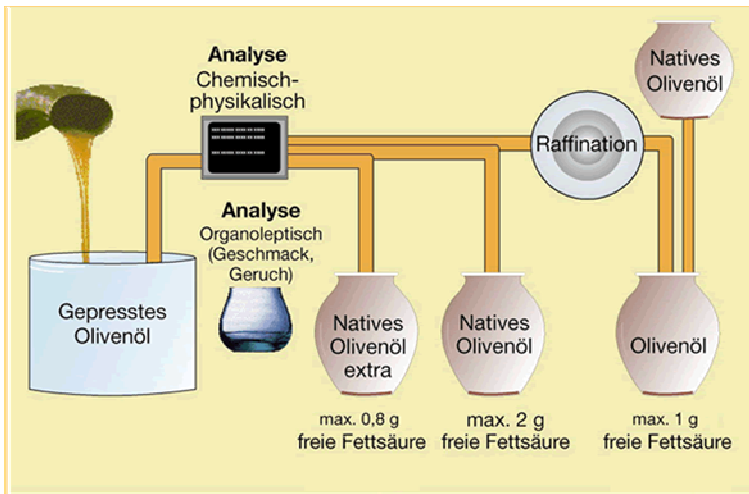 Analyse
Chemisch-
physikalisch
Natives
Olivenöl
Raffination
Analyse
Organoleptisch
(Geschmack,
Geruch)
Gepresstes
Olivenöl
Natives
Olivenöl
extra
max. 0,8 g
freie Fettsäure
Natives
Olivenöl
max. 2 g
freie Fettsäure
Olivenöl
max. 1 g
freie Fettsäure